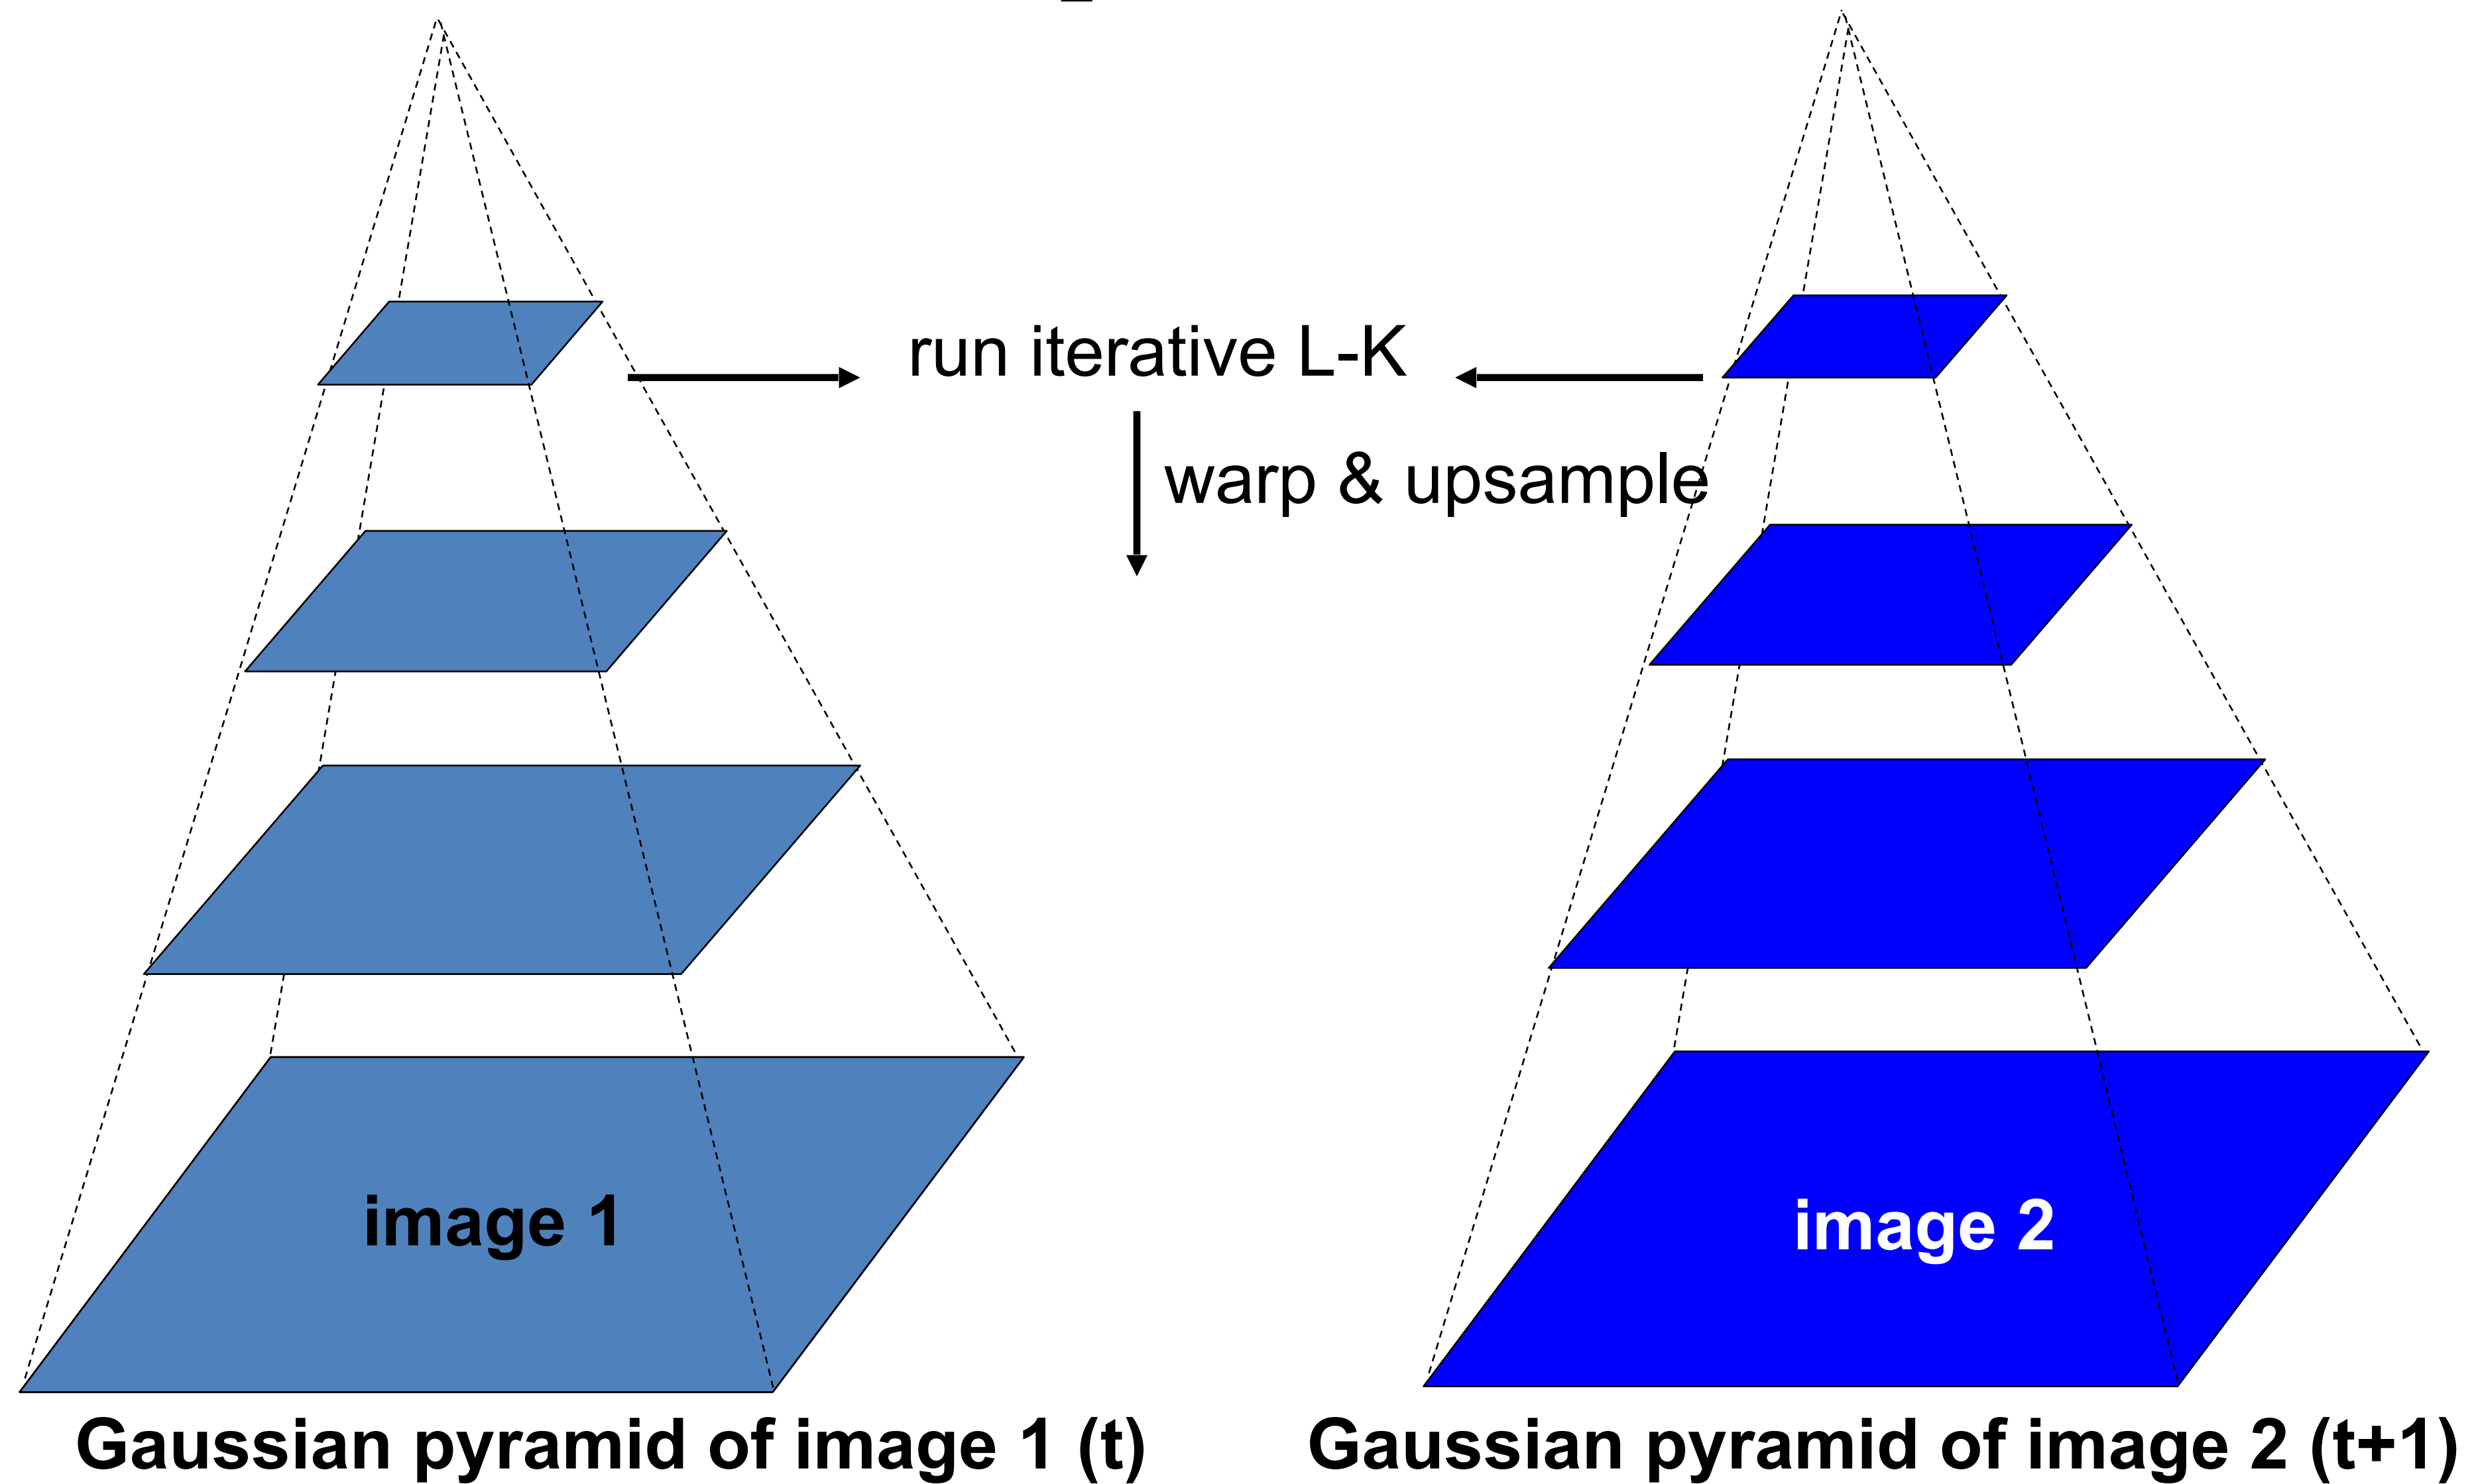 run iterative L-K
warp & upsample
image 1
image 2
Gaussian pyramid of image 1 (t)
Gaussian pyramid of image 2 (t+1)